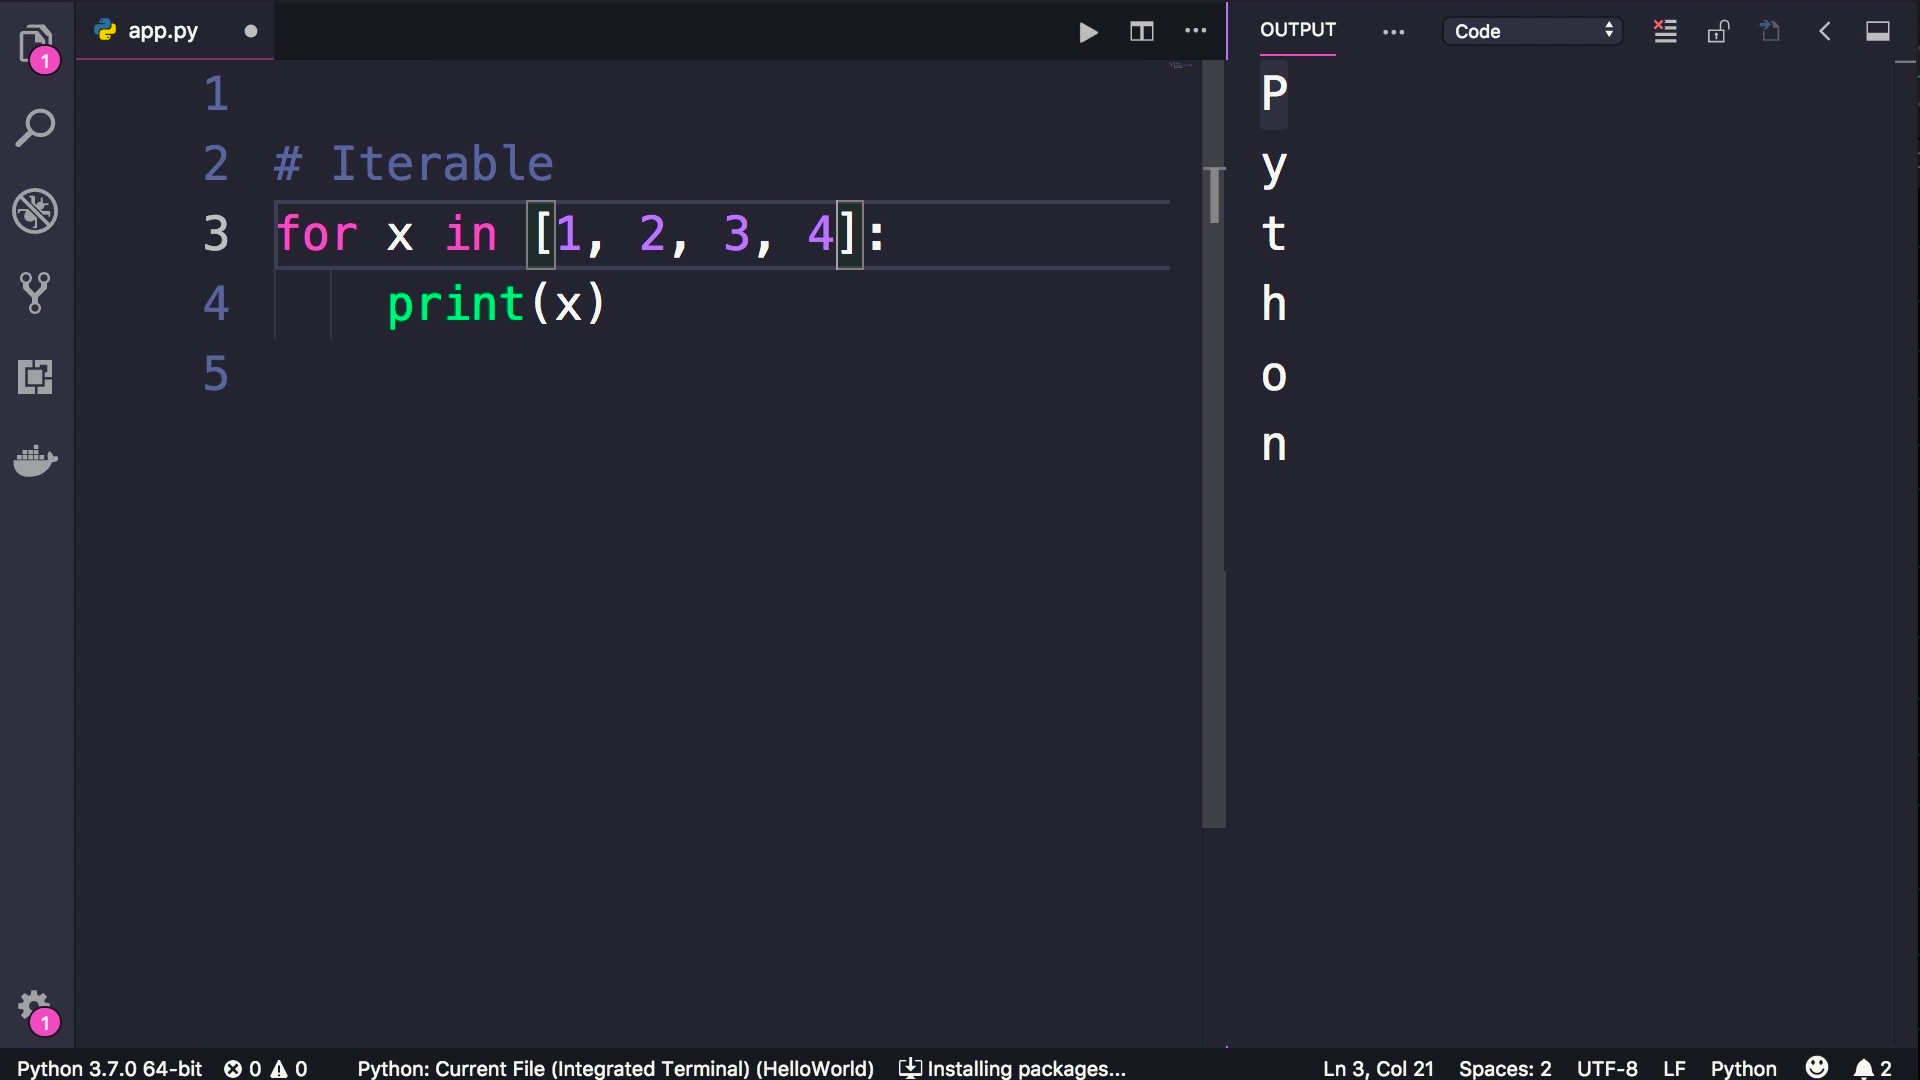 1
app.py
OUTPUT
Code
1
2 # Iterable
3 for x in [1, 2, 3, 4]:
4 print(x)
5
P
y
t
h
o
n
1
Python 3.7.0 64-bit 0 0 Python: Current File (Integrated Terminal) (HelloWorld) Installing packages... Ln 3, Col 21 Spaces: 2 UTF-8 LF Python 2